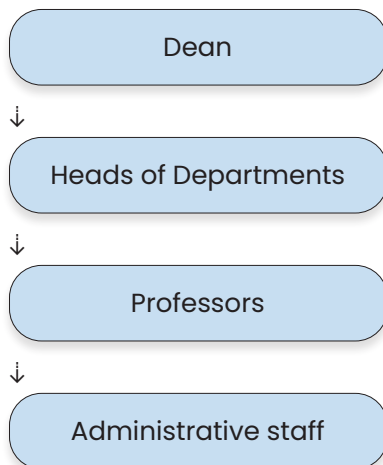 Dean
Heads of Departments
Professors
Administrative staff